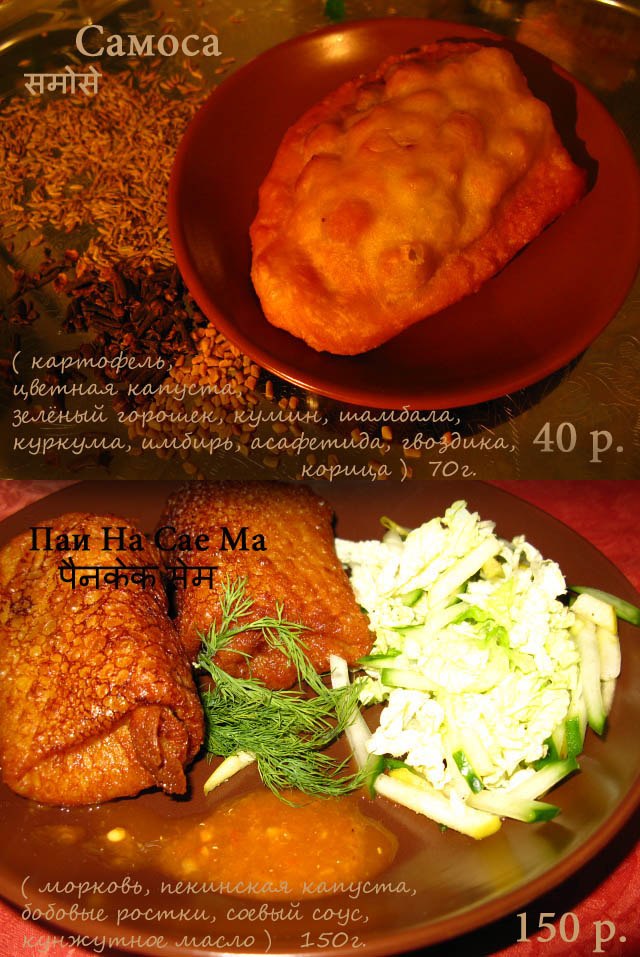 Самоса
समोसे
( картофель,
цветная капуста,
зелёный горошек, кумин, шамбала,
куркума, имбирь, асафетида, гвоздика,
корица ) 70г.
40 р.
Паи На Сае Ма
पैनकेक सेम
( морковь, пекинская капуста,
бобовые ростки, соевый соус,
кунжутное масло ) 150г.
150 р.